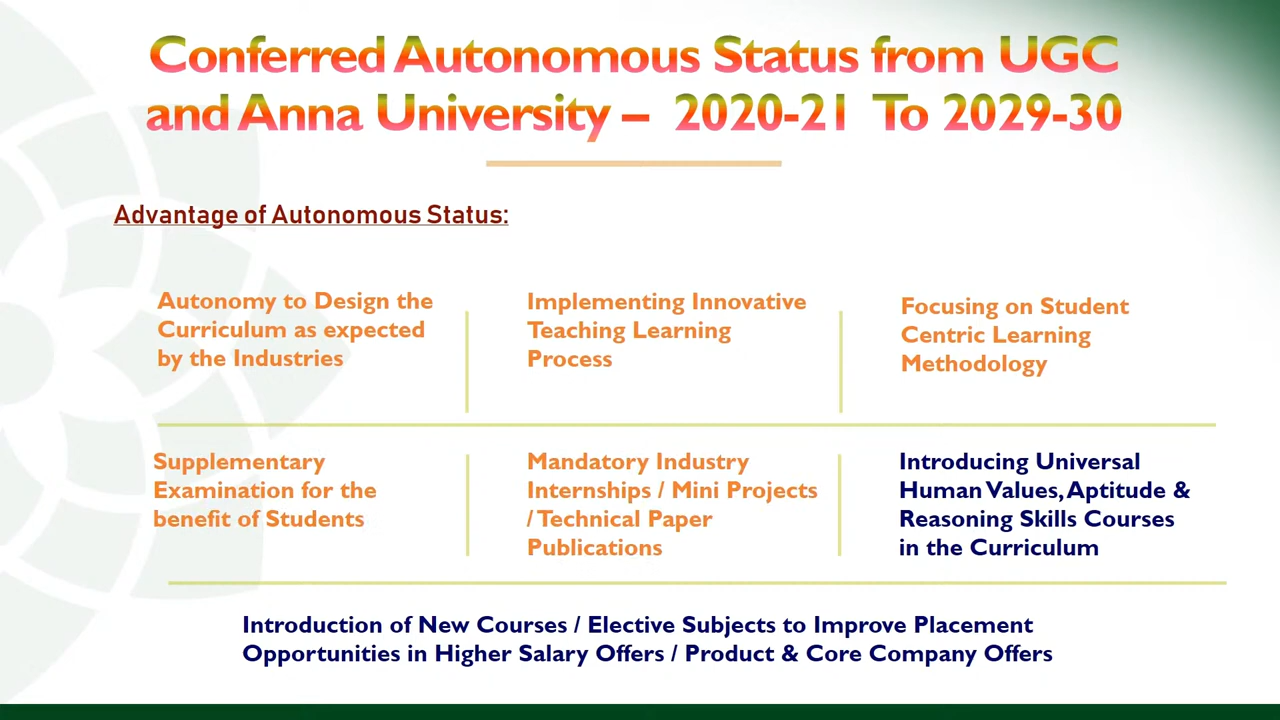 Conferred Autonomous Status from UGC
and Anna University – 2020-21 To 2029-30
Advantage of Autonomous Status:
Autonomy to Design the
Curriculum as expected
by the Industries
Implementing Innovative
Teaching Learning
Process
Focusing on Student
Centric Learning
Methodology
Supplementary
Examination for the
benefit of Students
Mandatory Industry
Internships / Mini Projects
/ Technical Paper
Publications
Introducing Universal
Human Values, Aptitude &
Reasoning Skills Courses
in the Curriculum
Introduction of New Courses / Elective Subjects to Improve Placement
Opportunities in Higher Salary Offers / Product & Core Company Offers